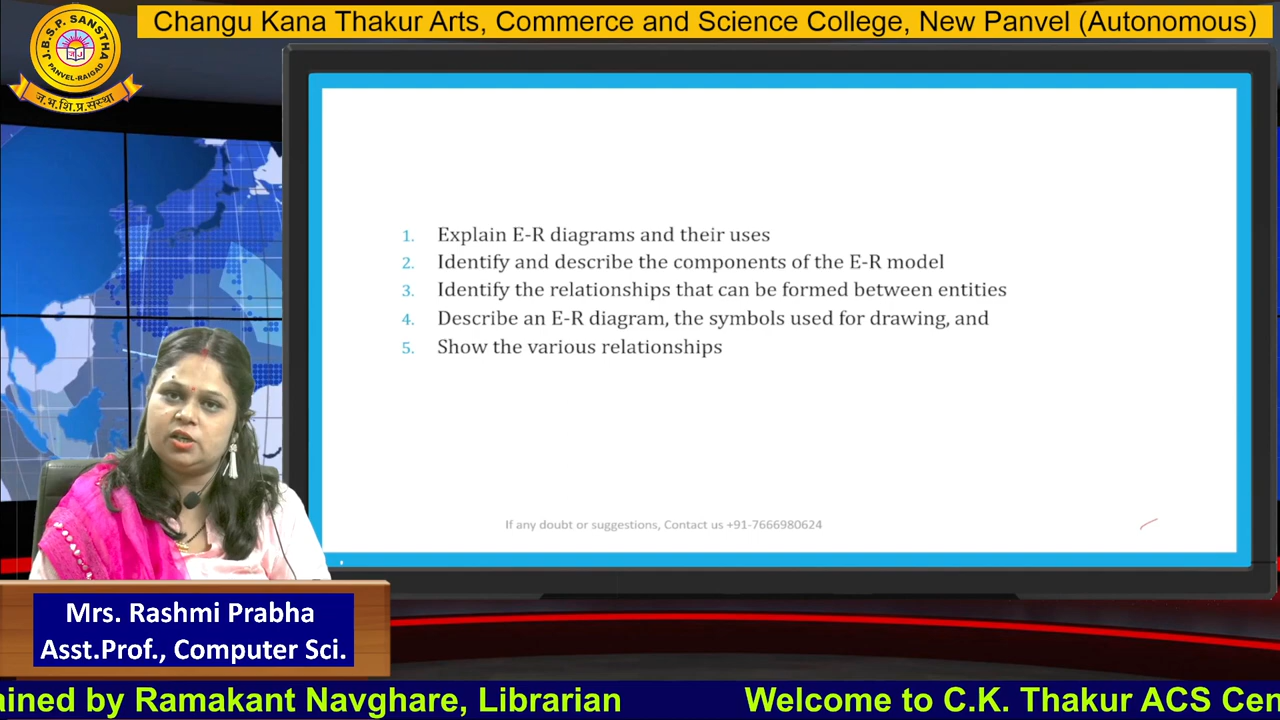 Changu Kana Thakur Arts, Commerce and Science College, New Panvel (Autonomous)
J.B.S.P. SANSTHA
PANVEL-RAIGAD
ज.भ.शि.प्र.संस्था
1. Explain E-R diagrams and their uses
2. Identify and describe the components of the E-R model
3. Identify the relationships that can be formed between entities
4. Describe an E-R diagram, the symbols used for drawing, and
5. Show the various relationships
If any doubt or suggestions, Contact us +91-7666980624
Mrs. Rashmi Prabha
Asst.Prof., Computer Sci.
ained by Ramakant Navghare, Librarian Welcome to C.K. Thakur ACS Cen